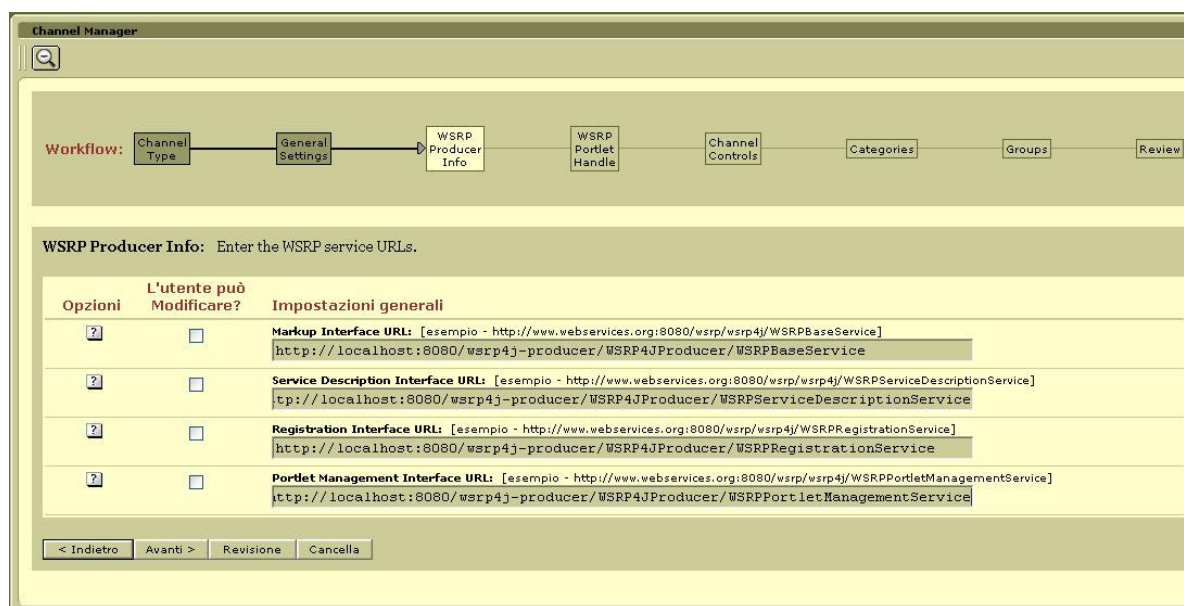 Channel Manager
Workflow:
Channel Type
General Settings
WSRP Producer Info
WSRP Portlet Handle
Channel Controls
Categories
Groups
Review
WSRP Producer Info: Enter the WSRP service URLs.
Opzioni
L'utente può Modificare?
Impostazioni generali
?
Markup Interface URL: [esempio - http://www.webservices.org:8080/wsrp/wsrp4j/WSRPBaseService]
http://localhost:8080/wsrp4j-producer/WSRP4JProducer/WSRPBaseService
?
Service Description Interface URL: [esempio - http://www.webservices.org:8080/wsrp/wsrp4j/WSRPServiceDescriptionService]
tp://localhost:8080/wsrp4j-producer/WSRP4JProducer/WSRPServiceDescriptionService
?
Registration Interface URL: [esempio - http://www.webservices.org:8080/wsrp/wsrp4j/WSRPRegistrationService]
http://localhost:8080/wsrp4j-producer/WSRP4JProducer/WSRPRegistrationService
?
Portlet Management Interface URL: [esempio - http://www.webservices.org:8080/wsrp/wsrp4j/WSRPPortletManagementService]
ttp://localhost:8080/wsrp4j-producer/WSRP4JProducer/WSRPPortletManagementService
< Indietro
Avanti >
Revisione
Cancella